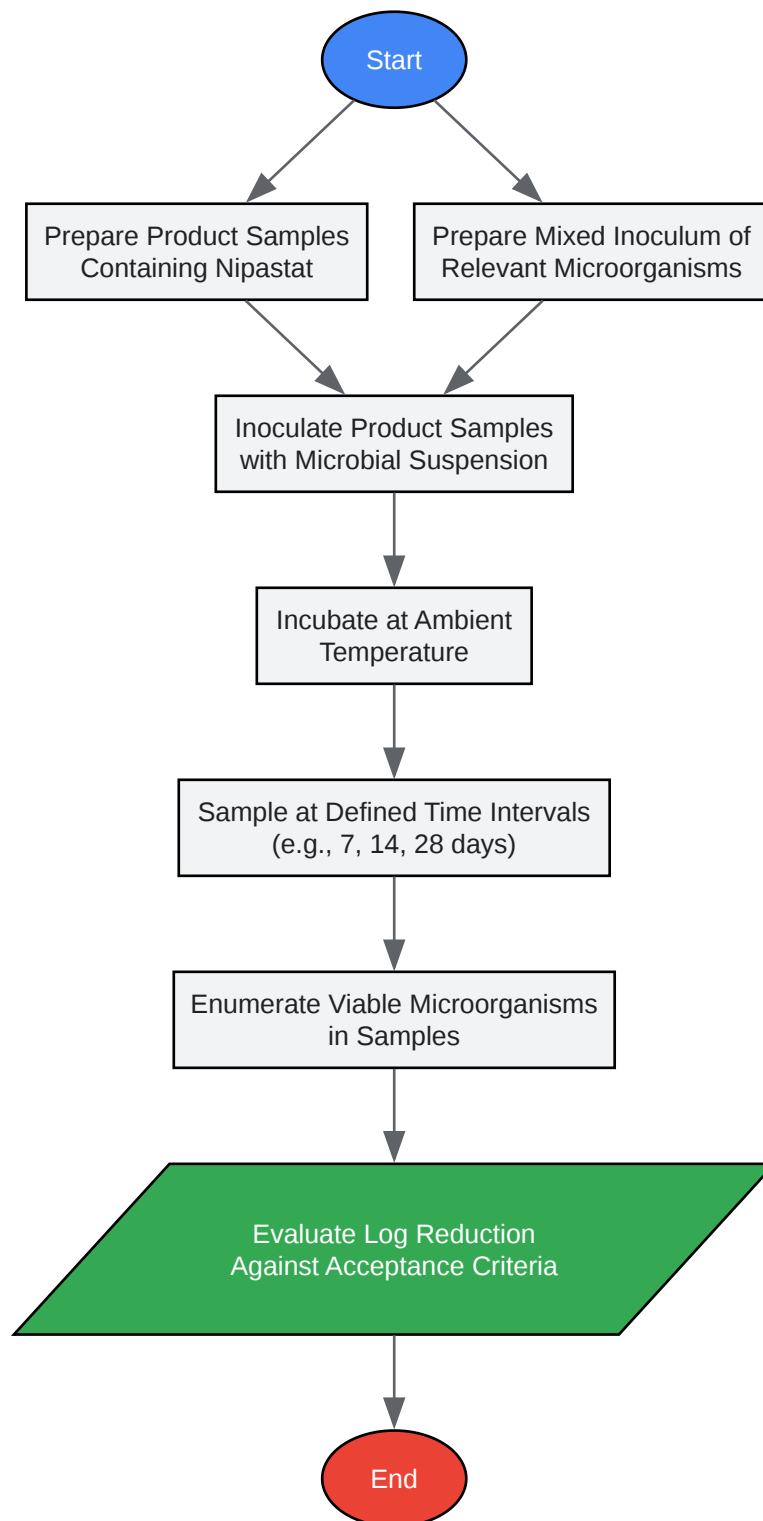 Start
Prepare Product Samples
Containing Nipastat
Prepare Mixed Inoculum of
Relevant Microorganisms
Inoculate Product Samples
with Microbial Suspension
Incubate at Ambient
Temperature
Sample at Defined Time Intervals
(e.g., 7, 14, 28 days)
Enumerate Viable Microorganisms
in Samples
Evaluate Log Reduction
Against Acceptance Criteria
End